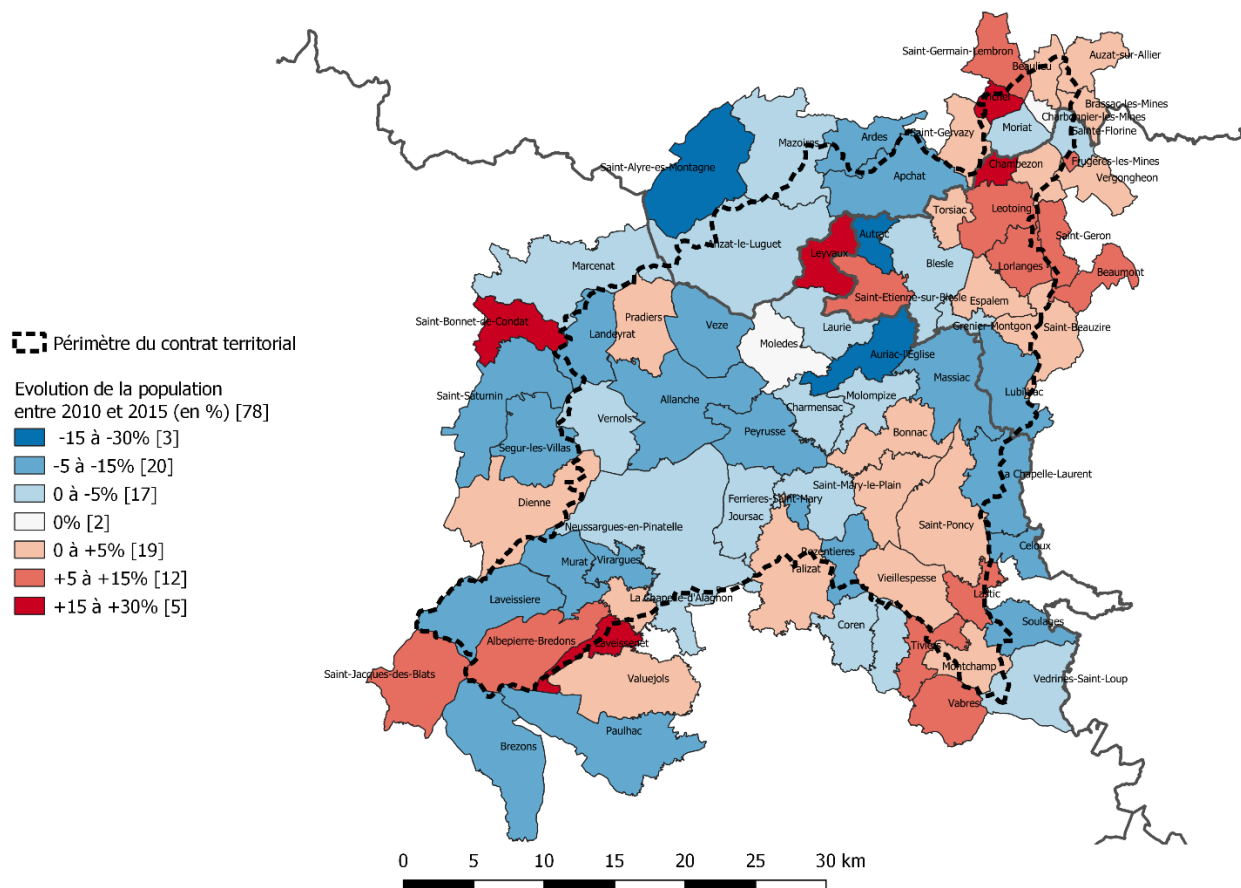 Saint-Germain-Lembron
Auzat-sur-Allier
Beaulieu
Brassac-les-Mines
Charbonnier-les-Mines
Moriat
Sainte-Florine
Saint-Gervazy
Ardes
Mazoires
Frugeres-les-Mines
Champezon
Saint-Alyre-es-Montagne
Apchat
Vergongheon
Torsiac
Leotoing
Saint-Geron
Autrac
Anzat-le-Luguet
Leyvaux
Blesle
Lorlanges
Marcenat
Beaumont
Saint-Etienne-sur-Blesle
Espalem
Saint-Bonnet-de-Condat
Pradiers
Veze
Landeyrat
Laurie
Grenier-Montgon
Saint-Beauzire
Périmètre du contrat territorial
Moledes
Auriac-l'Eglise
Massiac
Evolution de la population
entre 2010 et 2015 (en %) [78]
Saint-Saturnin
Allanche
Molompize
Lubilhac
Vernols
Charmensac
-15 à -30% [3]
Peyrusse
Bonnac
Segur-les-Villas
-5 à -15% [20]
La Chapelle-Laurent
0 à -5% [17]
Dienne
Ferrieres-Saint-Mary
Saint-Mary-le-Plain
Joursac
0% [2]
Neussargues-en-Pinatelle
Saint-Poncy
0 à +5% [19]
Celoux
Rezentieres
Murat
Virargues
Talizat
Vieillespesse
+5 à +15% [12]
Laveissiere
La Chapelle-d'Alagnon
Lastic
+15 à +30% [5]
Soulages
Coren
Albepierre-Bredons
Laveissenet
Tiviers
Montchamp
Saint-Jacques-des-Blats
Valuejols
Vedrines-Saint-Loup
Vabres
Paulhac
Brezons
0 5 10 15 20 25 30 km